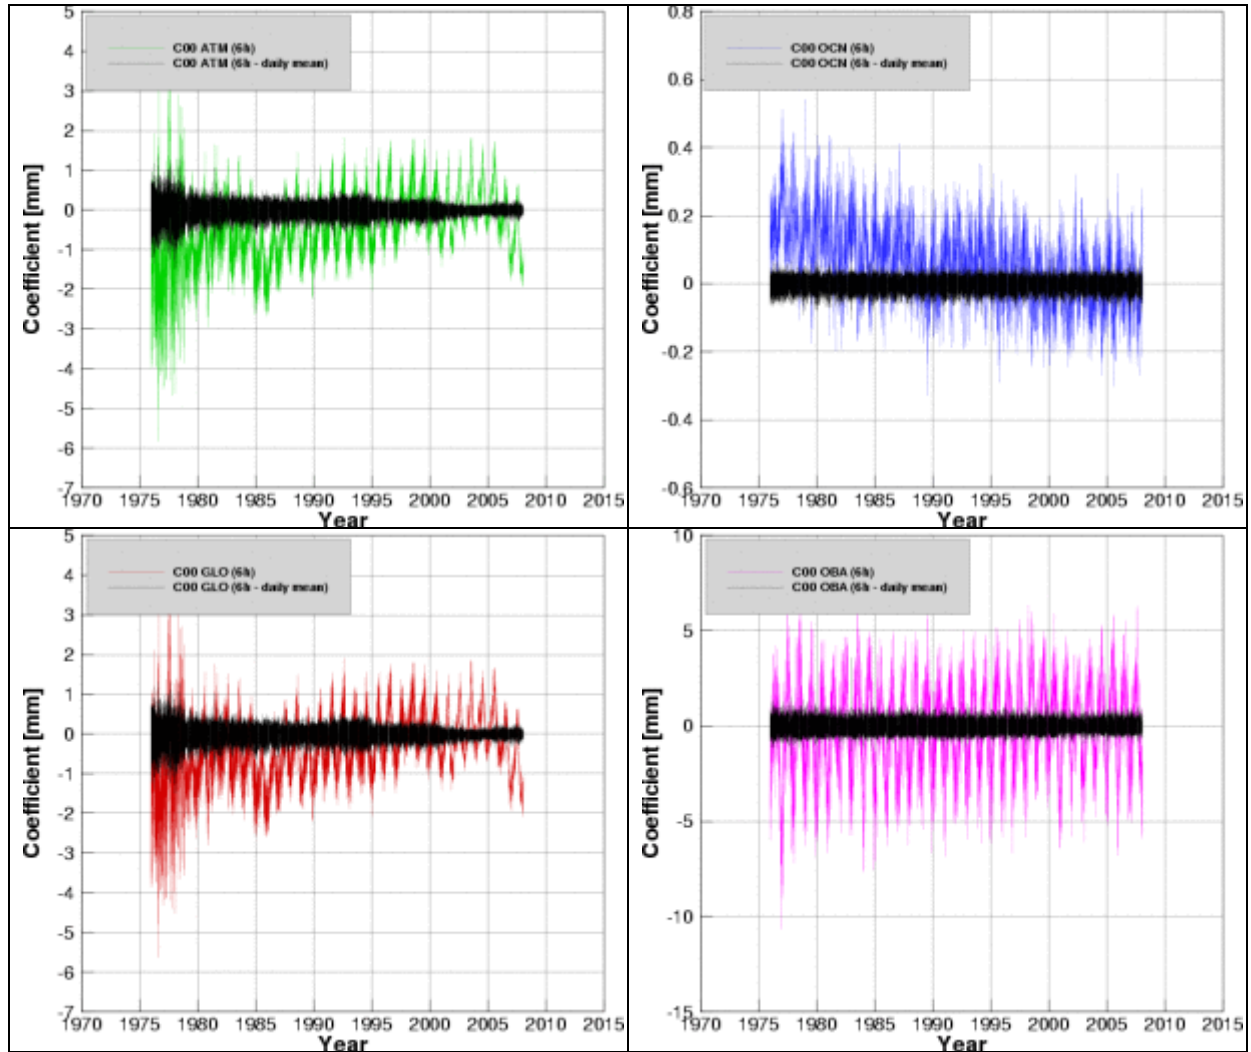 5
4
3
2
1
0
-1
-2
-3
-4
-5
-6
-7
Coefficient [mm]
C00 ATM (6h)
C00 ATM (6h - daily mean)
1970 1975 1980 1985 1990 1995 2000 2005 2010 2015
Year
0.8
0.6
0.4
0.2
0
-0.2
-0.4
-0.6
Coefficient [mm]
C00 OCN (6h)
C00 OCN (6h - daily mean)
1970 1975 1980 1985 1990 1995 2000 2005 2010 2015
Year
5
4
3
2
1
0
-1
-2
-3
-4
-5
-6
-7
Coefficient [mm]
C00 GLO (6h)
C00 GLO (6h - daily mean)
1970 1975 1980 1985 1990 1995 2000 2005 2010 2015
Year
10
5
0
-5
-10
-15
Coefficient [mm]
C00 OBA (6h)
C00 OBA (6h - daily mean)
1970 1975 1980 1985 1990 1995 2000 2005 2010 2015
Year